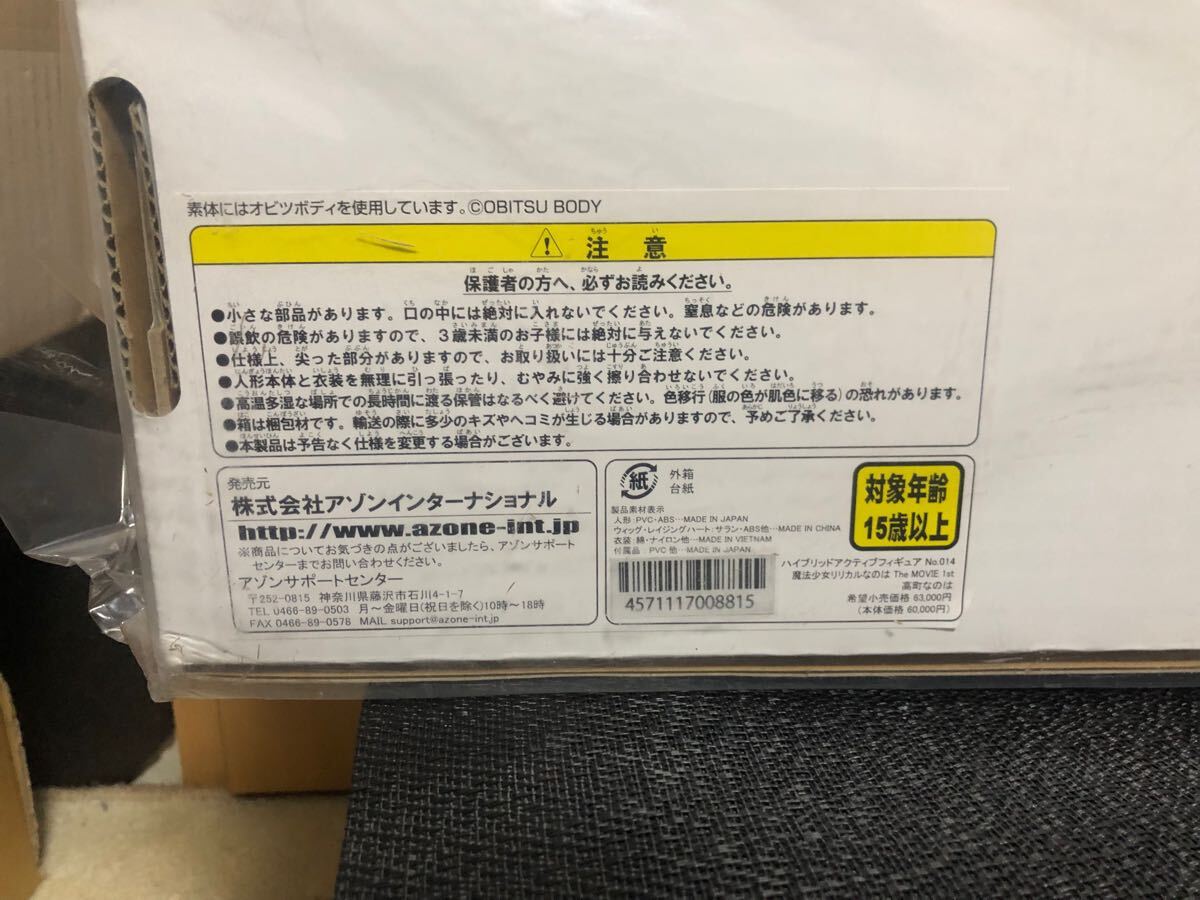 素体にはオビツボディを使用しています。©OBITSU BODY
注意
保護者の方へ、必ずお読みください。
●小さな部品があります。口の中には絶対に入れないでください。窒息などの危険があります。
●誤飲の危険がありますので、3歳未満のお子様には絶対に与えないでください。
●仕様上、尖った部分がありますので、お取り扱いには十分ご注意ください。
●人形本体と衣装を無理に引っ張ったり、むやみに強く擦り合わせないでください。
●高温多湿な場所での長時間に渡る保管はなるべく避けてください。色移行(服の色が肌色に移る)の恐れがあります。
●箱は梱包材です。輸送の際に多少のキズやヘコミが生じる場合がありますので、予めご了承ください。
●本製品は予告なく仕様を変更する場合がございます。
発売元
株式会社アゾンインターナショナル
http://www.azone-int.jp
※商品についてお気づきの点がございましたら、アゾンサポート
センターまでお問い合わせください。
アゾンサポートセンター
〒252-0815 神奈川県藤沢市石川4-1-7
TEL 0466-89-0503 月～金曜日(祝日を除く)10時～18時
FAX 0466-89-0578 MAIL support@azone-int.jp
紙
外箱
台紙
対象年齢
15歳以上
製品素材表示
人形:PVC・ABS…MADE IN JAPAN
ウィッグ・レイジングハート:サラン・ABS他…MADE IN CHINA
衣装:綿・ナイロン他…MADE IN VIETNAM
付属品:PVC 他…MADE IN JAPAN
4571117008815
ハイブリッドアクティブフィギュア No.014
魔法少女リリカルなのは The MOVIE 1st
高町なのは
希望小売価格 63,000円
(本体価格 60,000円)